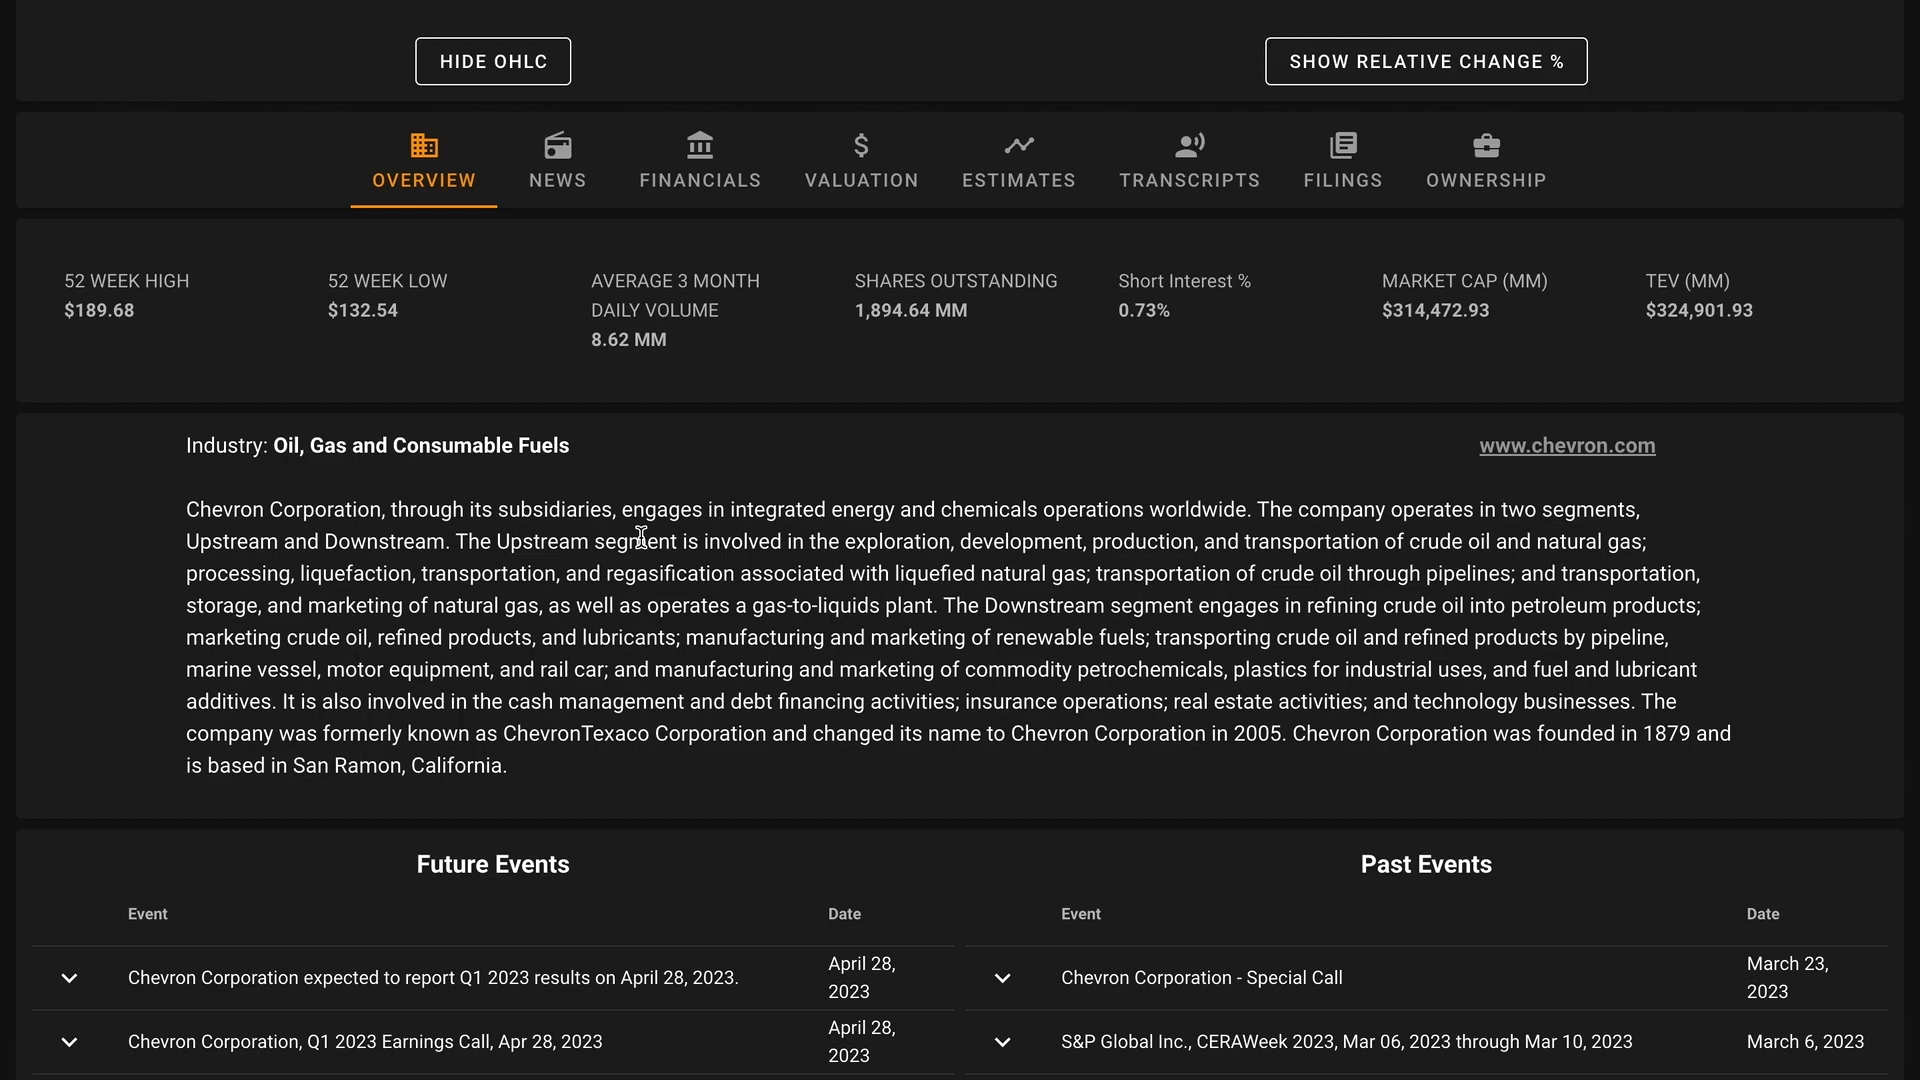 HIDE OHLC
SHOW RELATIVE CHANGE %
OVERVIEW
NEWS
FINANCIALS
VALUATION
ESTIMATES
TRANSCRIPTS
FILINGS
OWNERSHIP
52 WEEK HIGH
$189.68
52 WEEK LOW
$132.54
AVERAGE 3 MONTH
DAILY VOLUME
8.62 MM
SHARES OUTSTANDING
1,894.64 MM
Short Interest %
0.73%
MARKET CAP (MM)
$314,472.93
TEV (MM)
$324,901.93
Industry: Oil, Gas and Consumable Fuels
www.chevron.com
Chevron Corporation, through its subsidiaries, engages in integrated energy and chemicals operations worldwide. The company operates in two segments,
Upstream and Downstream. The Upstream segment is involved in the exploration, development, production, and transportation of crude oil and natural gas;
processing, liquefaction, transportation, and regasification associated with liquefied natural gas; transportation of crude oil through pipelines; and transportation,
storage, and marketing of natural gas, as well as operates a gas-to-liquids plant. The Downstream segment engages in refining crude oil into petroleum products;
marketing crude oil, refined products, and lubricants; manufacturing and marketing of renewable fuels; transporting crude oil and refined products by pipeline,
marine vessel, motor equipment, and rail car; and manufacturing and marketing of commodity petrochemicals, plastics for industrial uses, and fuel and lubricant
additives. It is also involved in the cash management and debt financing activities; insurance operations; real estate activities; and technology businesses. The
company was formerly known as ChevronTexaco Corporation and changed its name to Chevron Corporation in 2005. Chevron Corporation was founded in 1879 and
is based in San Ramon, California.
Future Events
Event
Date
Chevron Corporation expected to report Q1 2023 results on April 28, 2023.
April 28,
2023
Chevron Corporation, Q1 2023 Earnings Call, Apr 28, 2023
April 28,
2023
Past Events
Event
Date
Chevron Corporation - Special Call
March 23,
2023
S&P Global Inc., CERAWeek 2023, Mar 06, 2023 through Mar 10, 2023
March 6, 2023